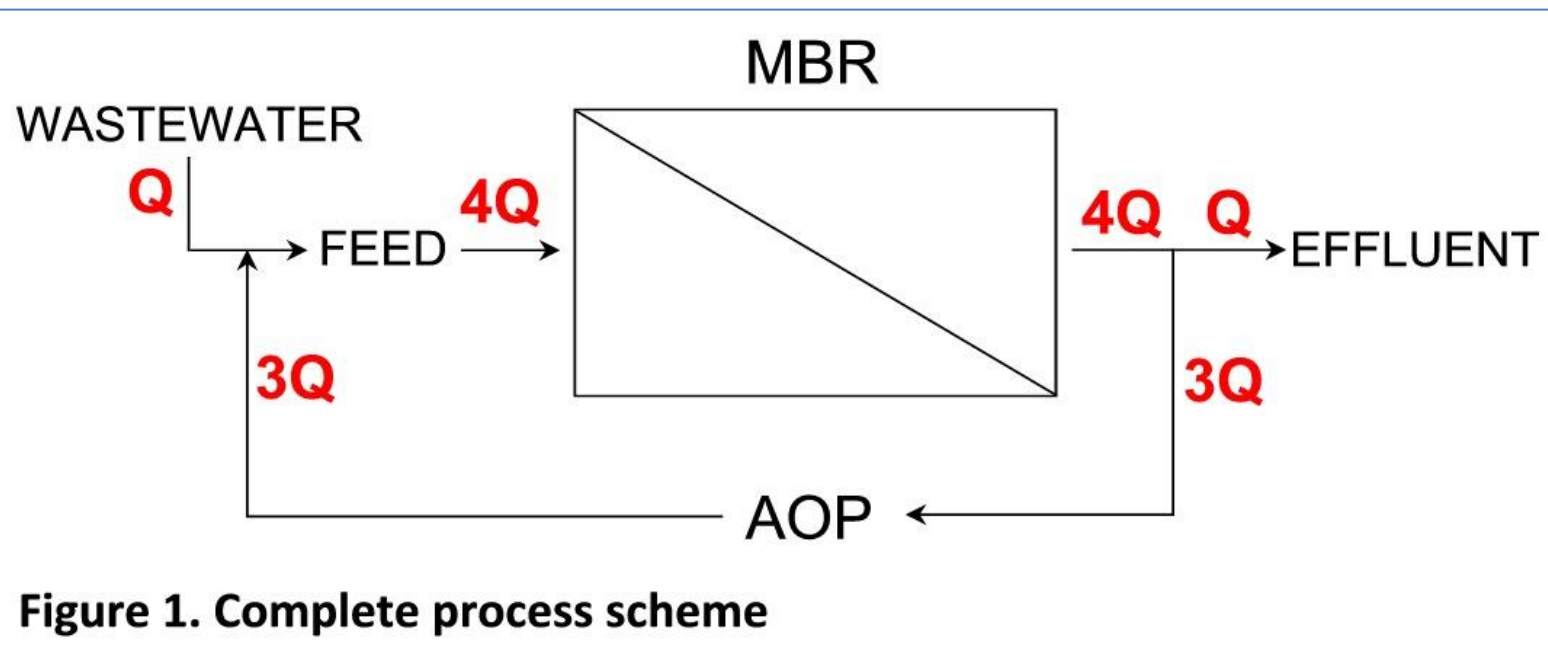 MBR
WASTEWATER
Q
4Q
4Q Q
FEED
EFFLUENT
3Q
3Q
AOP
Figure 1. Complete process scheme